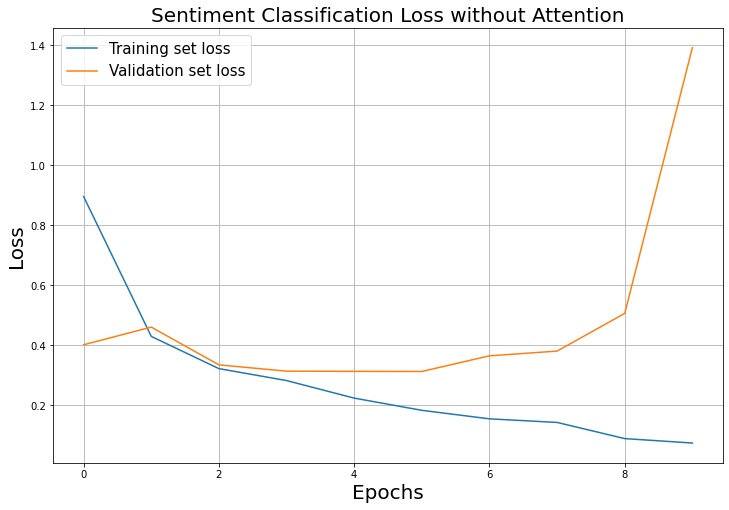 Sentiment Classification Loss without Attention
Training set loss
Validation set loss
1.4
1.2
1.0
0.8
0.6
0.4
0.2
Loss
0 2 4 6 8
Epochs